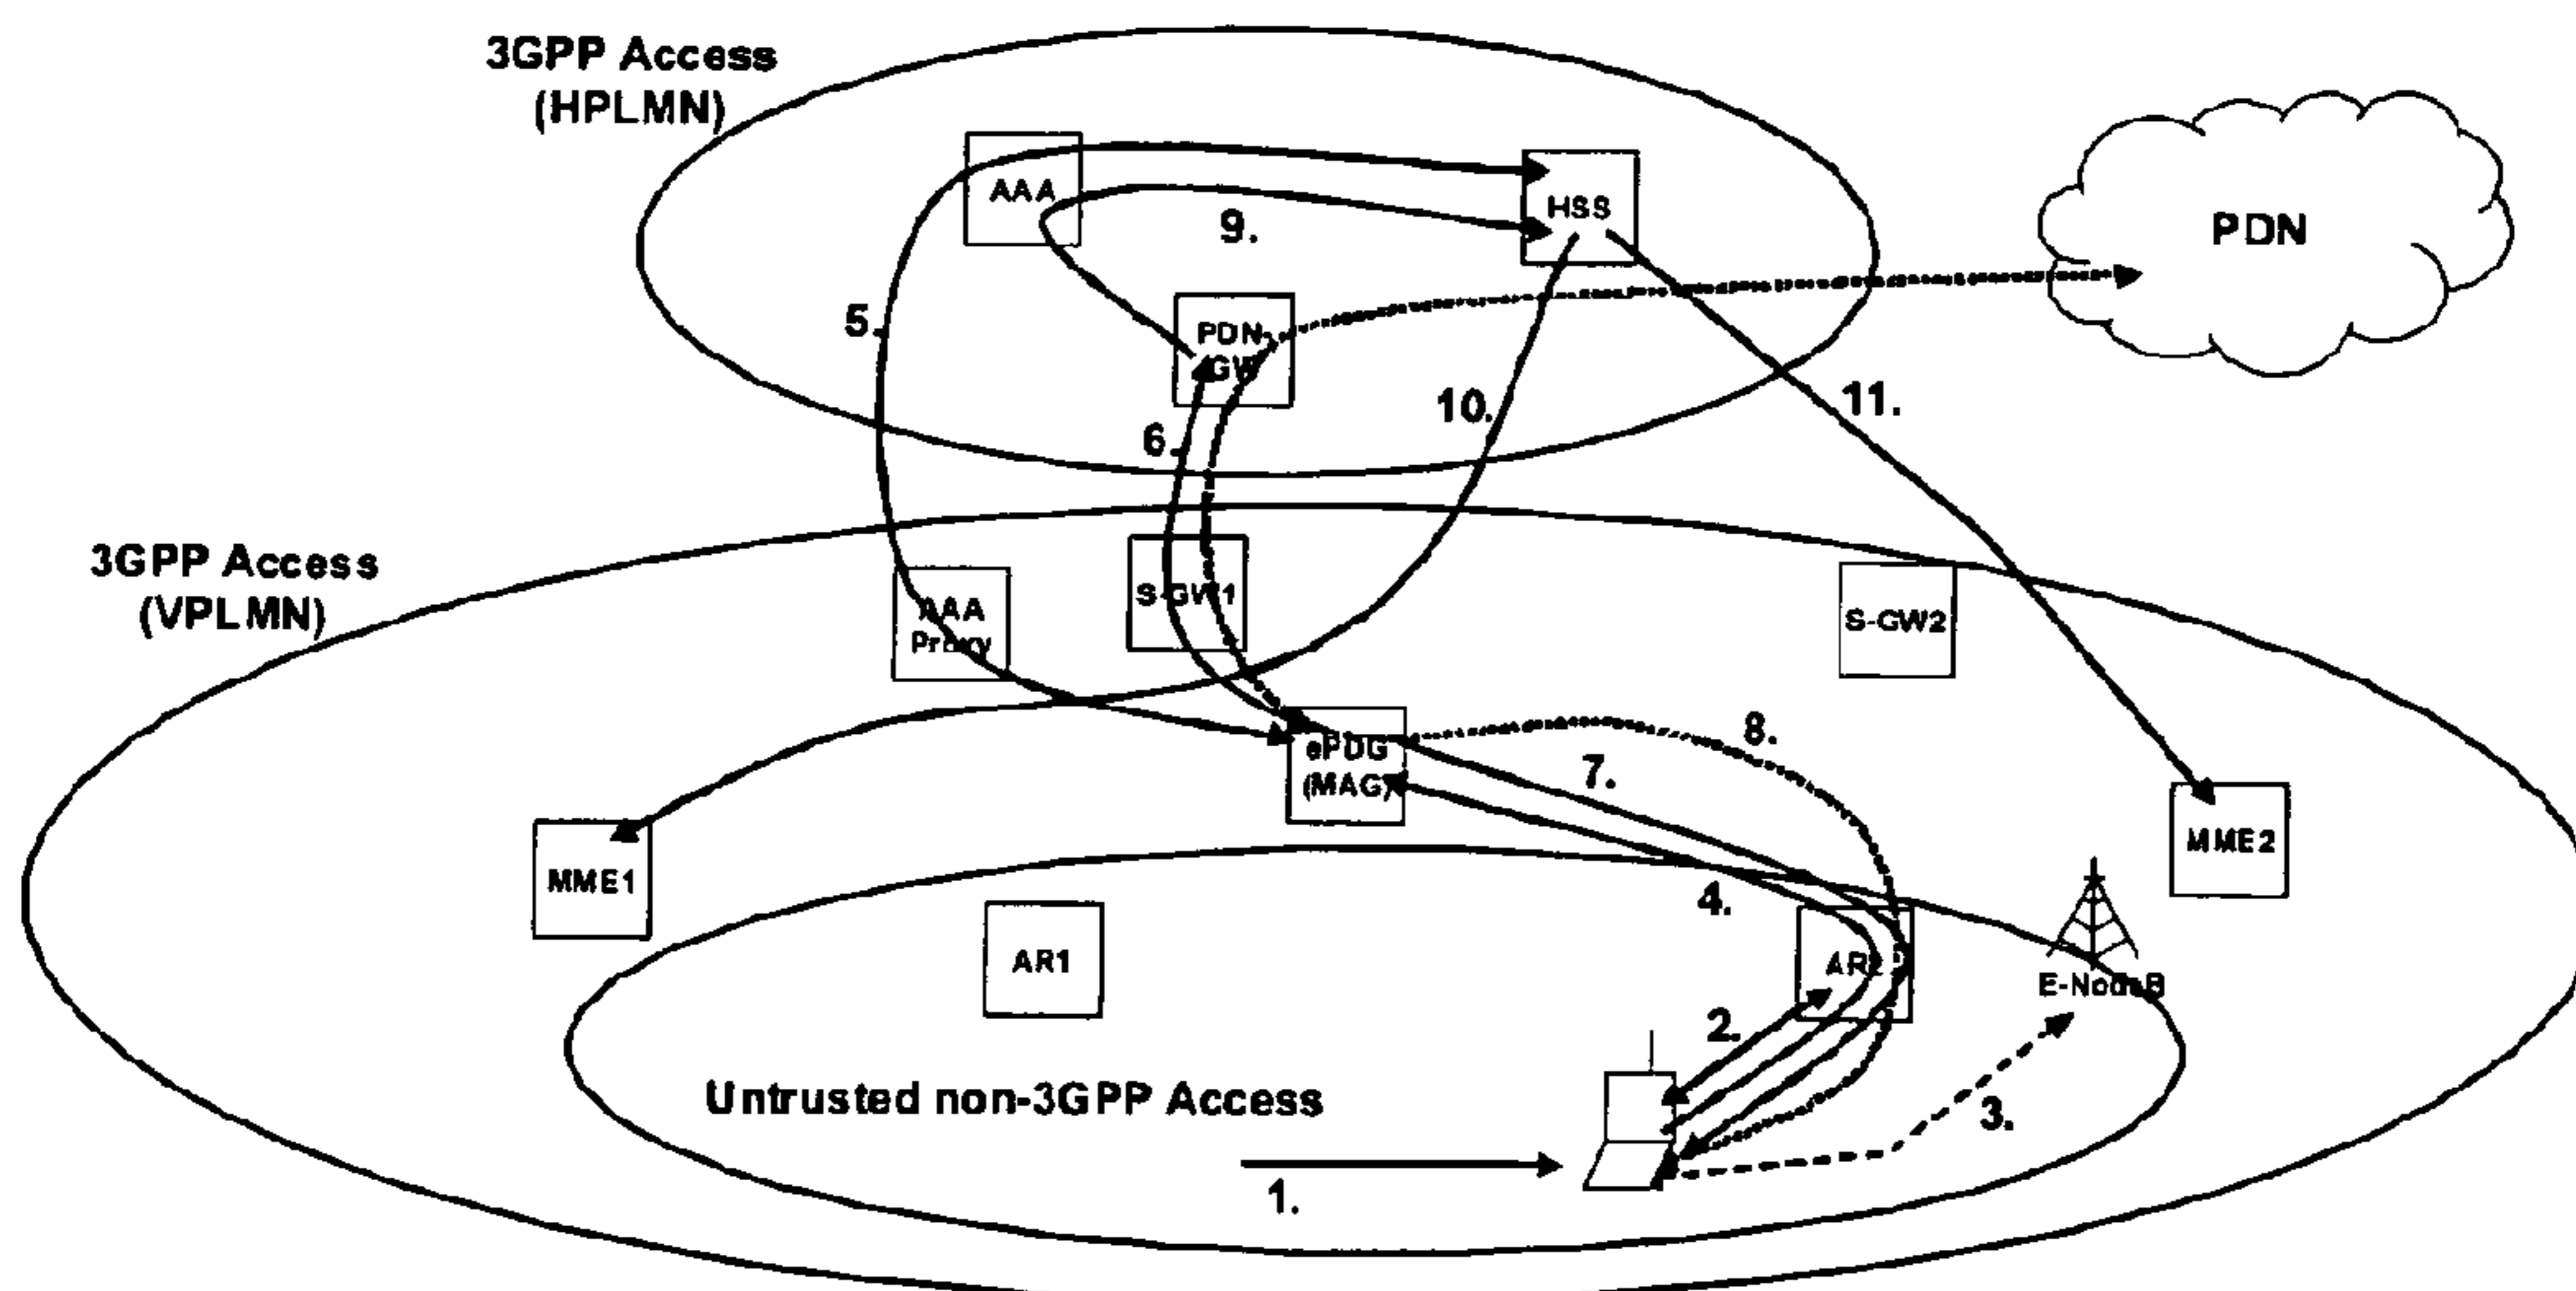 3GPP Access
(HPLMN)
AAA
HSS
9.
PDN
5.
PDN-
GW
10.
11.
6.
3GPP Access
(VPLMN)
S-GW1
AAA
Proxy
S-GW2
8.
ePDG
(MAG)
7.
MME1
MME2
4.
AR1
AR2
E-NodeB
2.
Untrusted non-3GPP Access
3.
1.